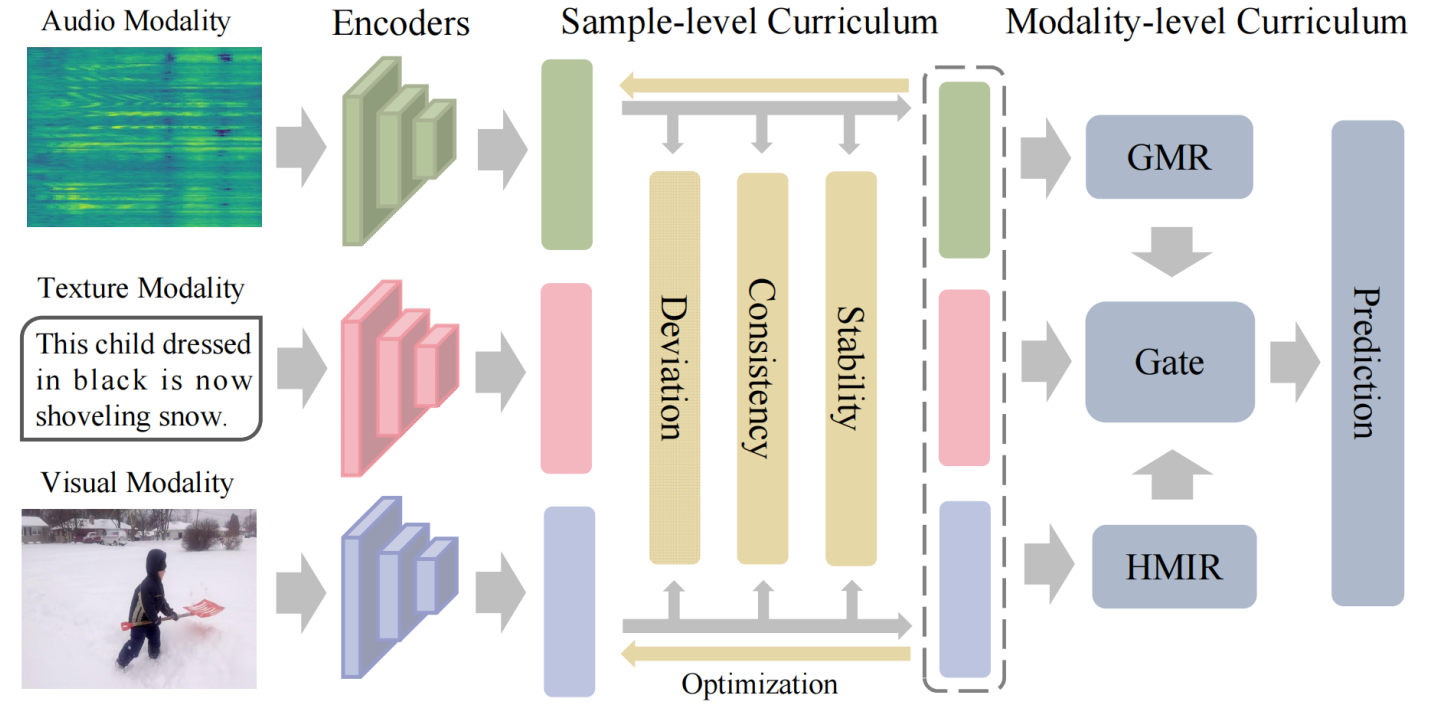 Audio Modality
Encoders
Sample-level Curriculum
Modality-level Curriculum
GMR
Texture Modality
This child dressed
in black is now
shoveling snow.
Deviation
Consistency
Stability
Gate
Prediction
Visual Modality
HMIR
Optimization